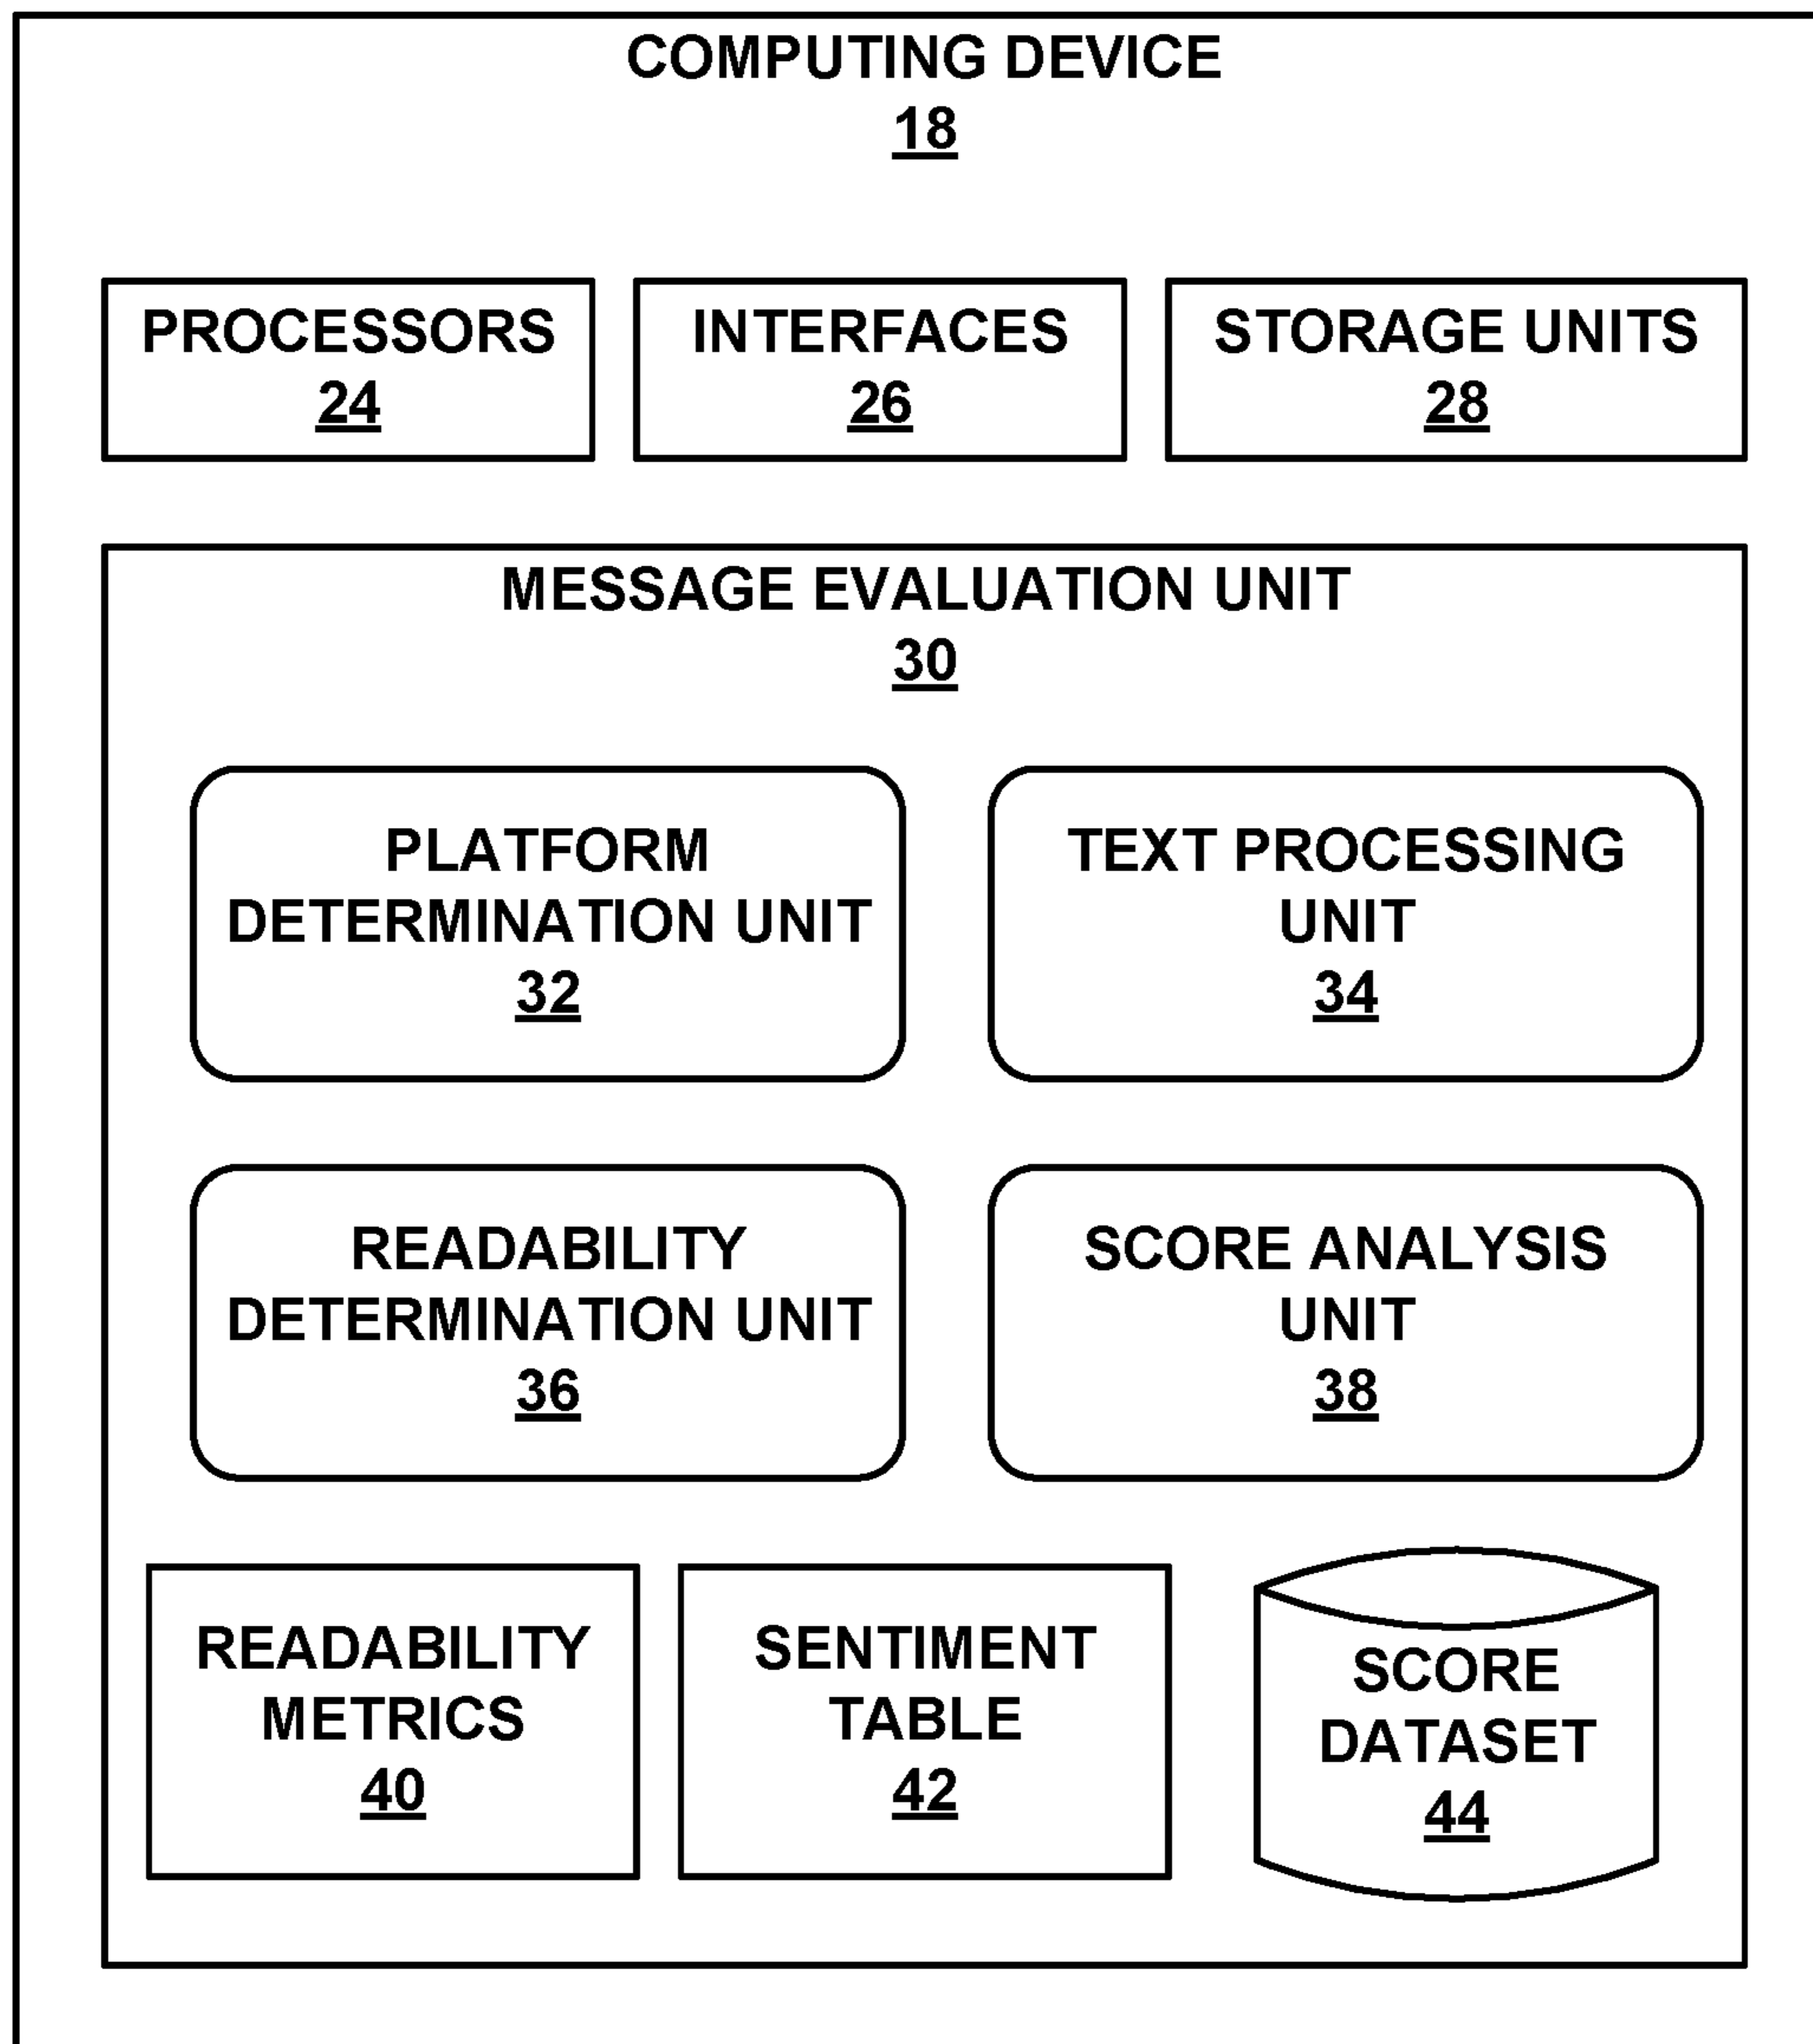 COMPUTING DEVICE
18
PROCESSORS
24
INTERFACES
26
STORAGE UNITS
28
MESSAGE EVALUATION UNIT
30
PLATFORM
DETERMINATION UNIT
32
TEXT PROCESSING
UNIT
34
READABILITY
DETERMINATION UNIT
36
SCORE ANALYSIS
UNIT
38
READABILITY
METRICS
40
SENTIMENT
TABLE
42
SCORE
DATASET
44